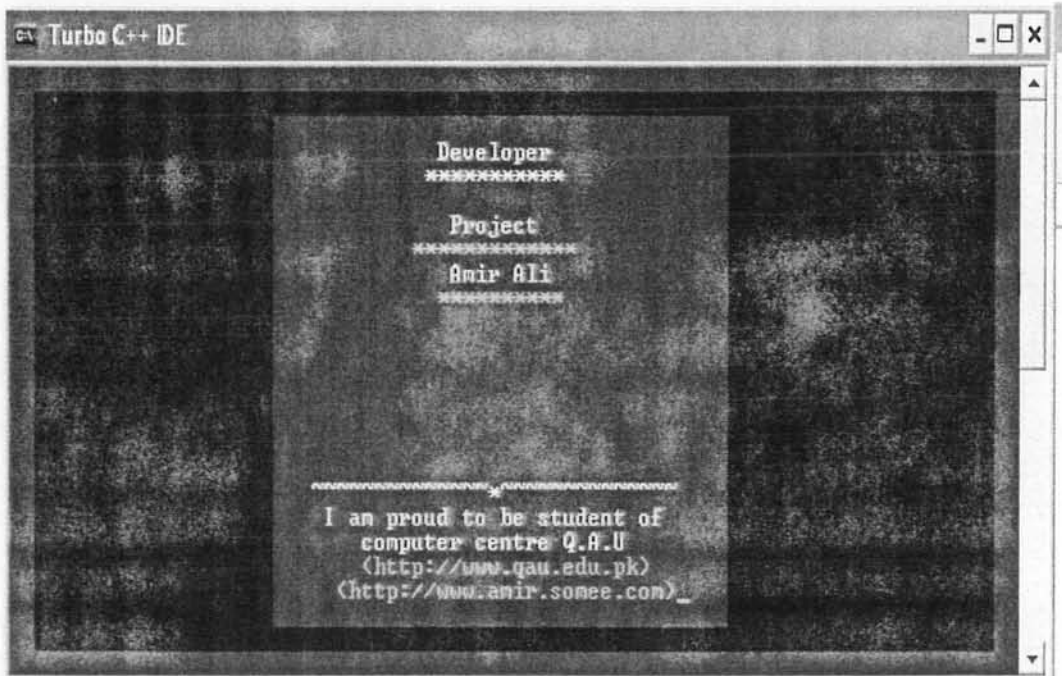 Turbo C++ IDE
Developer
***********
Project
*************
Amir Ali
**********
~~~~~~~~~~~~~~*~~~~~~~~~~~~~~
I am proud to be student of
computer centre Q.A.U
(http://www.qau.edu.pk)
(http://www.amir.somee.com)_